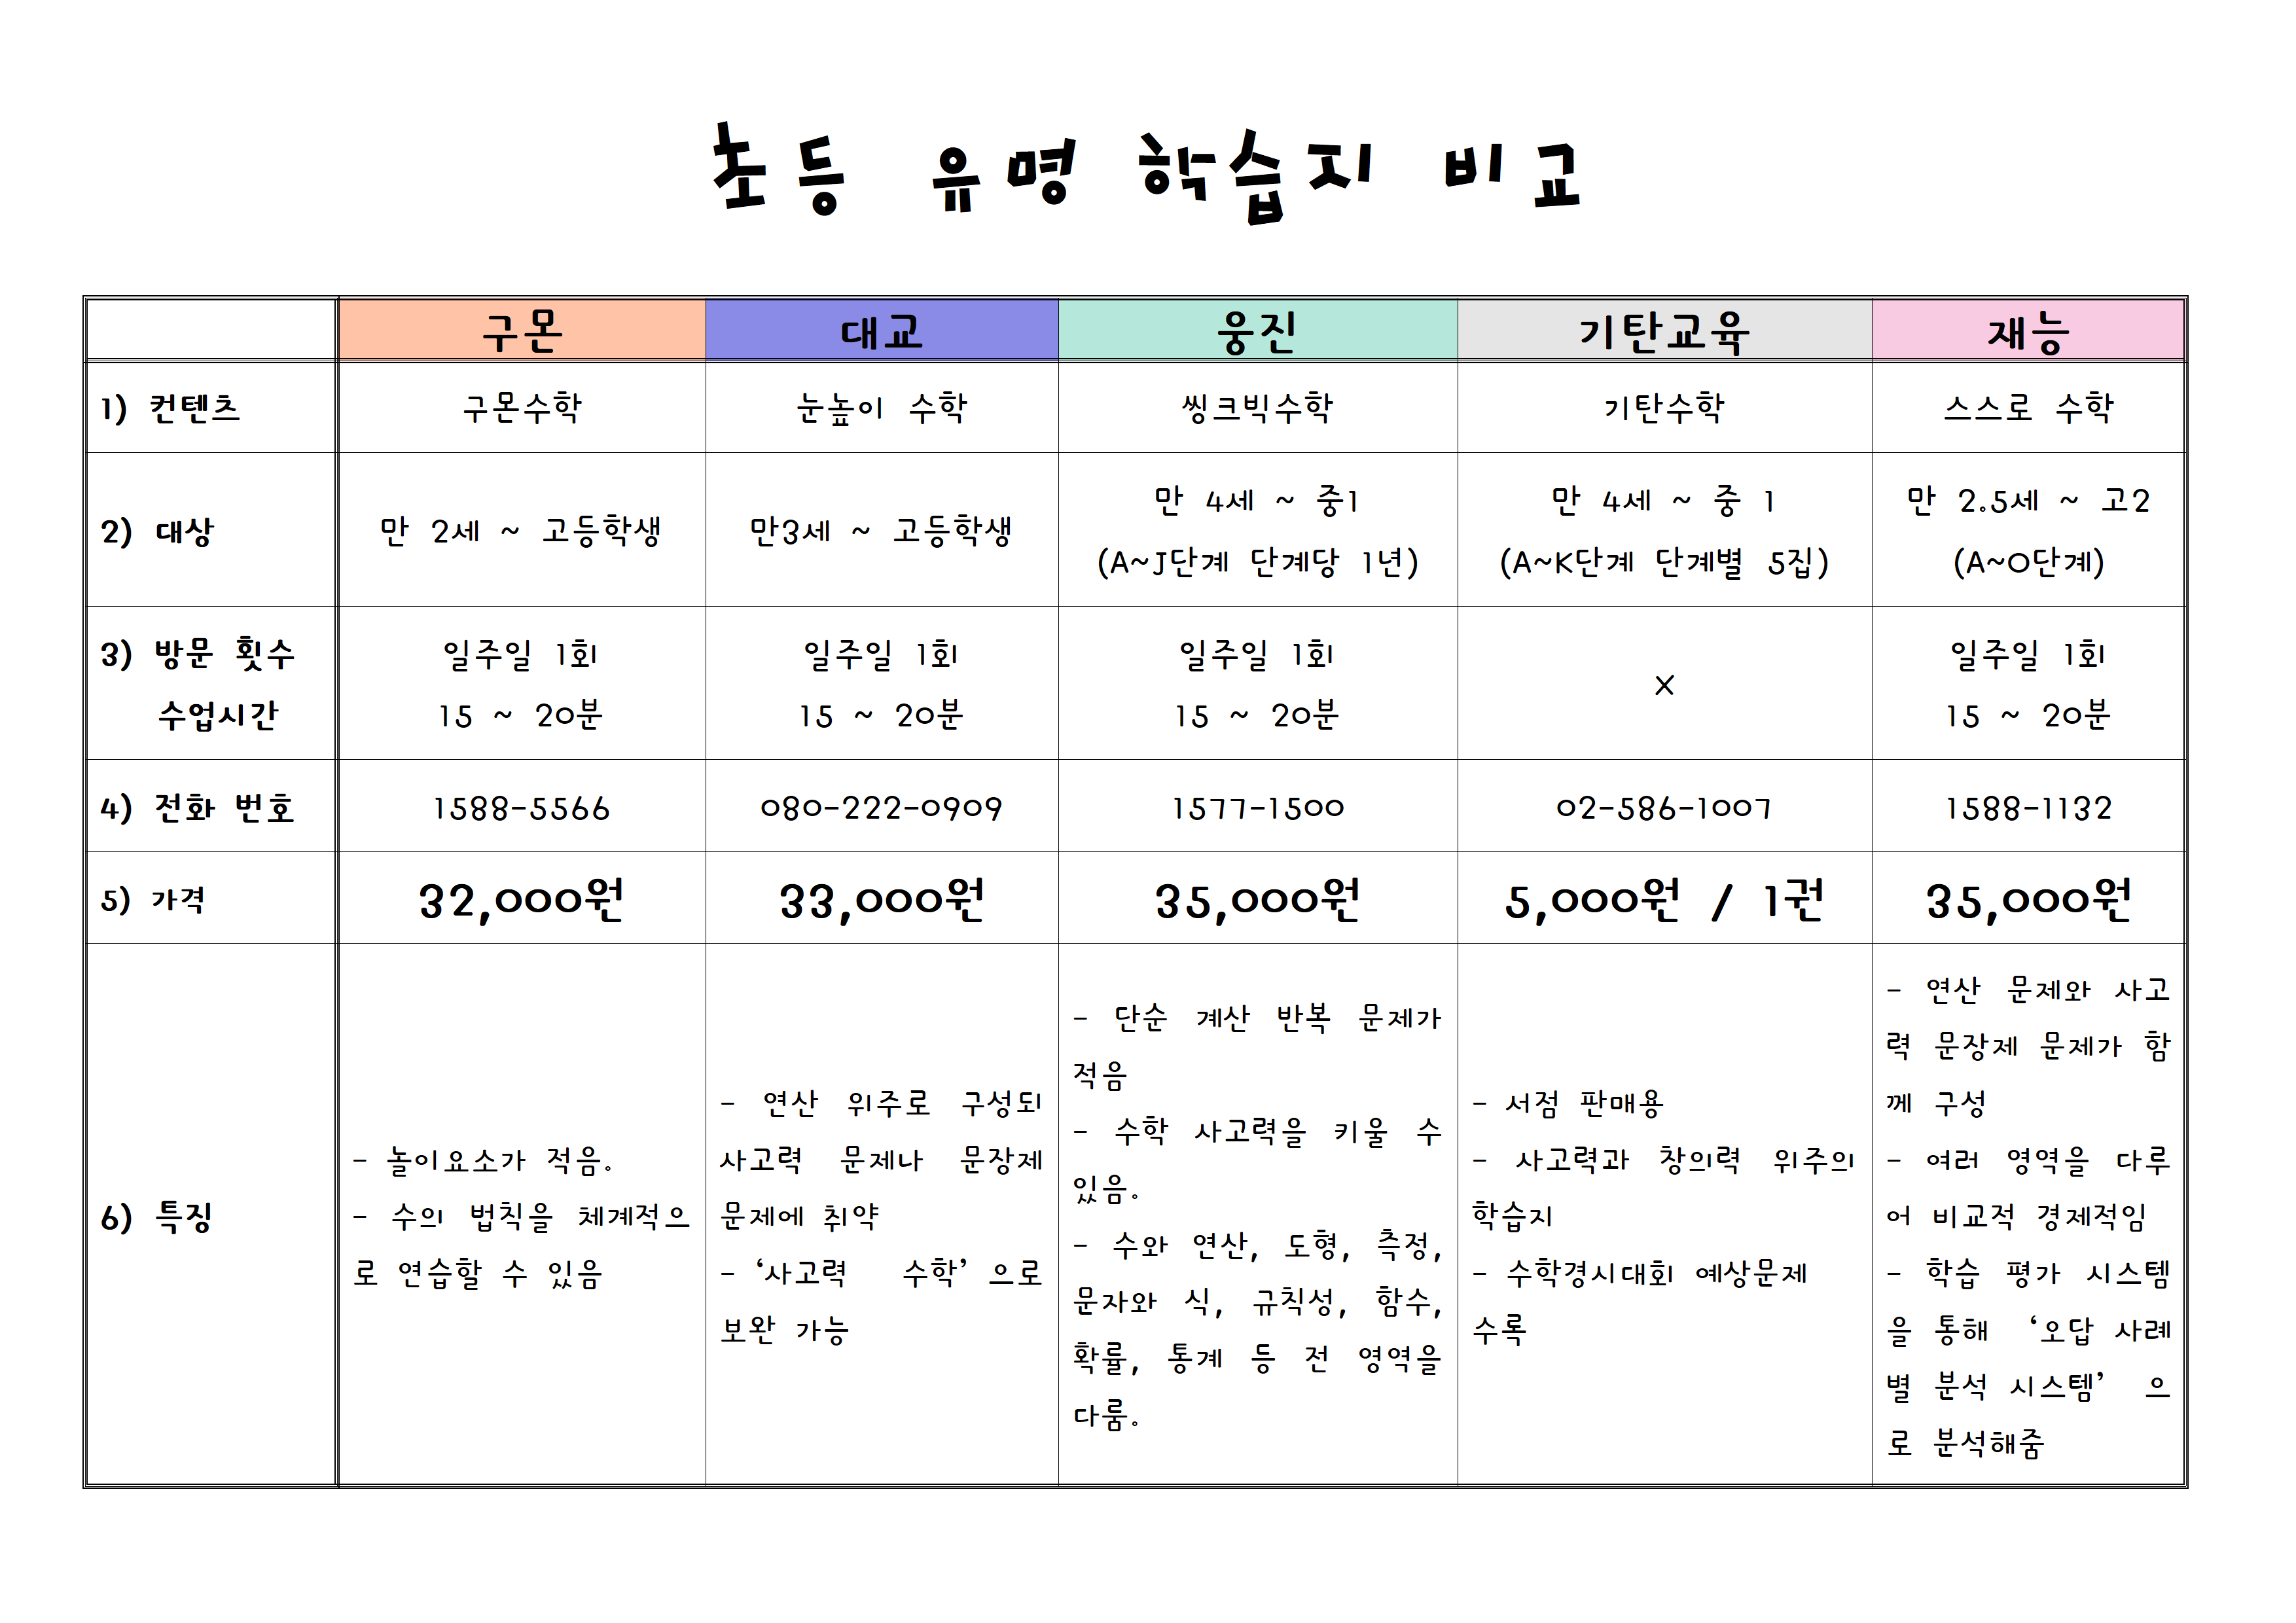 초등 유명 학습지 비교
구몬 대교 웅진 기탄교육 재능
1) 컨텐츠 구몬수학 눈높이 수학 씽크빅수학 기탄수학 스스로 수학
2) 대상
만 2세 ~ 고등학생
만3세 ~ 고등학생
만 4세 ~ 중1
(A~J단계 단계당 1년)
만 4세 ~ 중 1
(A~K단계 단계별 5집)
만 2.5세 ~ 고2
(A~O단계)
3) 방문 횟수
수업시간
일주일 1회
15 ~ 20분
일주일 1회
15 ~ 20분
일주일 1회
15 ~ 20분
X
일주일 1회
15 ~ 20분
4) 전화 번호 1588-5566 080-222-0909 1577-1500 02-586-1007 1588-1132
5) 가격 32,000원 33,000원 35,000원 5,000원 / 1권 35,000원
6) 특징
- 놀이요소가 적음.
- 수의 법칙을 체계적으
로 연습할 수 있음
- 연산 위주로 구성되
사고력 문제나 문장제
문제에 취약
- ‘사고력 수학’으로
보완 가능
- 단순 계산 반복 문제가
적음
- 수학 사고력을 키울 수
있음.
- 수와 연산, 도형, 측정,
문자와 식, 규칙성, 함수,
확률, 통계 등 전 영역을
다룸.
- 서점 판매용
- 사고력과 창의력 위주의
학습지
- 수학경시대회 예상문제
수록
- 연산 문제와 사고
력 문장제 문제가 함
께 구성
- 여러 영역을 다루
어 비교적 경제적임
- 학습 평가 시스템
을 통해 ‘오답 사례
별 분석 시스템’ 으
로 분석해줌